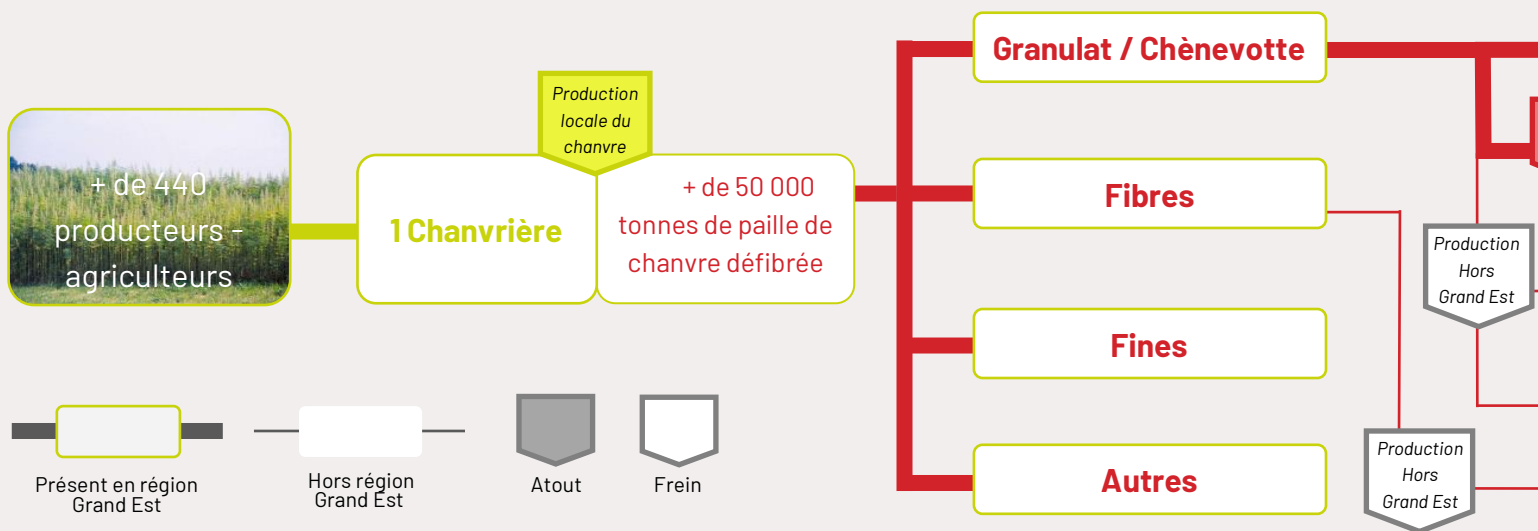 + de 440
producteurs -
agriculteurs
1 Chanvrière
Production
locale du
chanvre
+ de 50 000
tonnes de paille de
chanvre défibrée
Granulat / Chènevotte
Fibres
Fines
Autres
Production
Hors
Grand Est
Production
Hors
Grand Est
Présent en région
Grand Est
Hors région
Grand Est
Atout
Frein